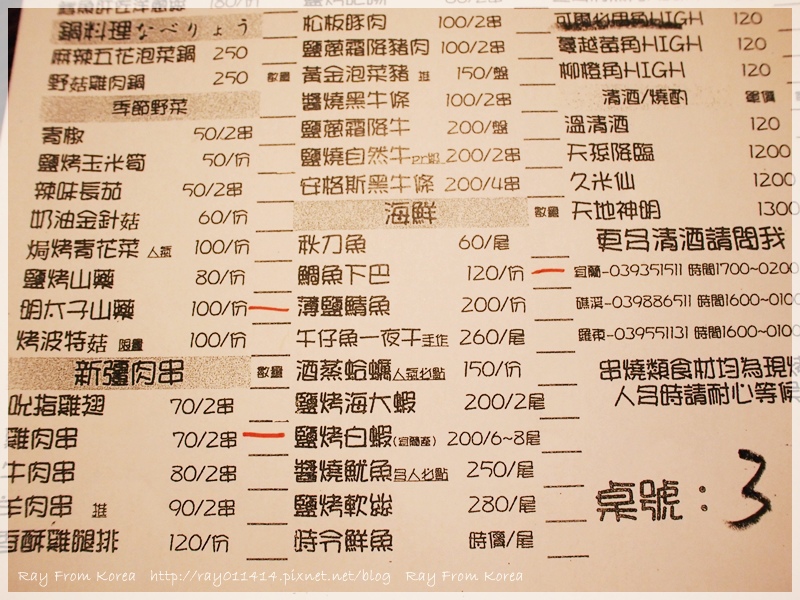 鍋料理なべりょう
麻辣五花泡菜鍋 250
野菇雞肉鍋 250
季節野菜
青椒 50/2串
鹽烤玉米筍 50/份
辣味長茄 50/2串
奶油金針菇 60/份
焗烤青花菜 人氣 100/份
鹽烤山藥 80/份
明太子山藥 100/份
烤波特菇 限量 100/份
新疆肉串 數量
吮指雞翅 70/2串
雞肉串 70/2串
牛肉串 80/2串
羊肉串 推 90/2串
香酥雞腿排 120/份
松板豚肉 100/2串
鹽蔥霜降豬肉 100/2串
數量 黃金泡菜豬 推 150/盤
醬燒黑牛條 100/2串
鹽蔥霜降牛 200/盤
鹽燒自然牛 200/2串
安格斯黑牛條 200/4串
海鮮 數量
秋刀魚 60/尾
鯛魚下巴 120/份
薄鹽鯖魚 200/份
午仔魚一夜干手作 260/尾
酒蒸蛤蠣人氣必點 150/份
鹽烤海大蝦 200/2尾
鹽烤白蝦(宜蘭產) 200/6~8尾
醬燒魷魚各人必點 250/尾
鹽烤軟絲 280/尾
時令鮮魚 時價/尾
HIGH 120
蔓越莓角HIGH 120
柳橙角HIGH 120
清酒/燒酌 單價
溫清酒 120
天孫降臨 1200
久米仙 1200
天地神明 1300
更多清酒請問我
宜蘭-039351511 時間1700~0200
礁溪-039886511 時間1600~010
羅東-039551131 時間1600~0100
串燒類食材均為現烤
人多時請耐心等候
桌號：3
Ray From Korea http://ray011414.pixnet.net/blog Ray From Korea